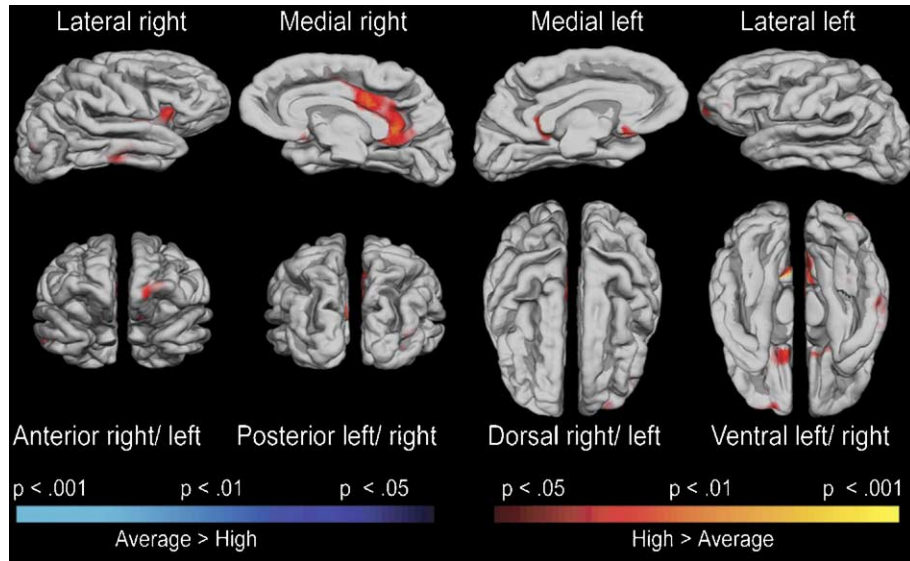 Lateral right Medial right Medial left Lateral left
Anterior right/ left Posterior left/ right Dorsal right/ left Ventral left/ right
p < .001 p < .01 p < .05 p < .05 p < .01 p < .001
Average > High High > Average